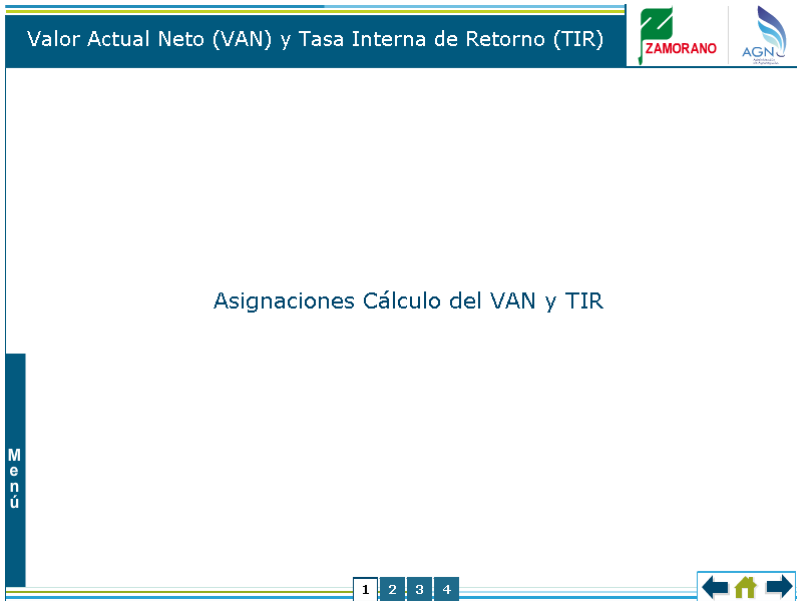 Valor Actual Neto (VAN) y Tasa Interna de Retorno (TIR)
ZAMORANO
AGN
Asignaciones Cálculo del VAN y TIR
Menú
1 2 3 4